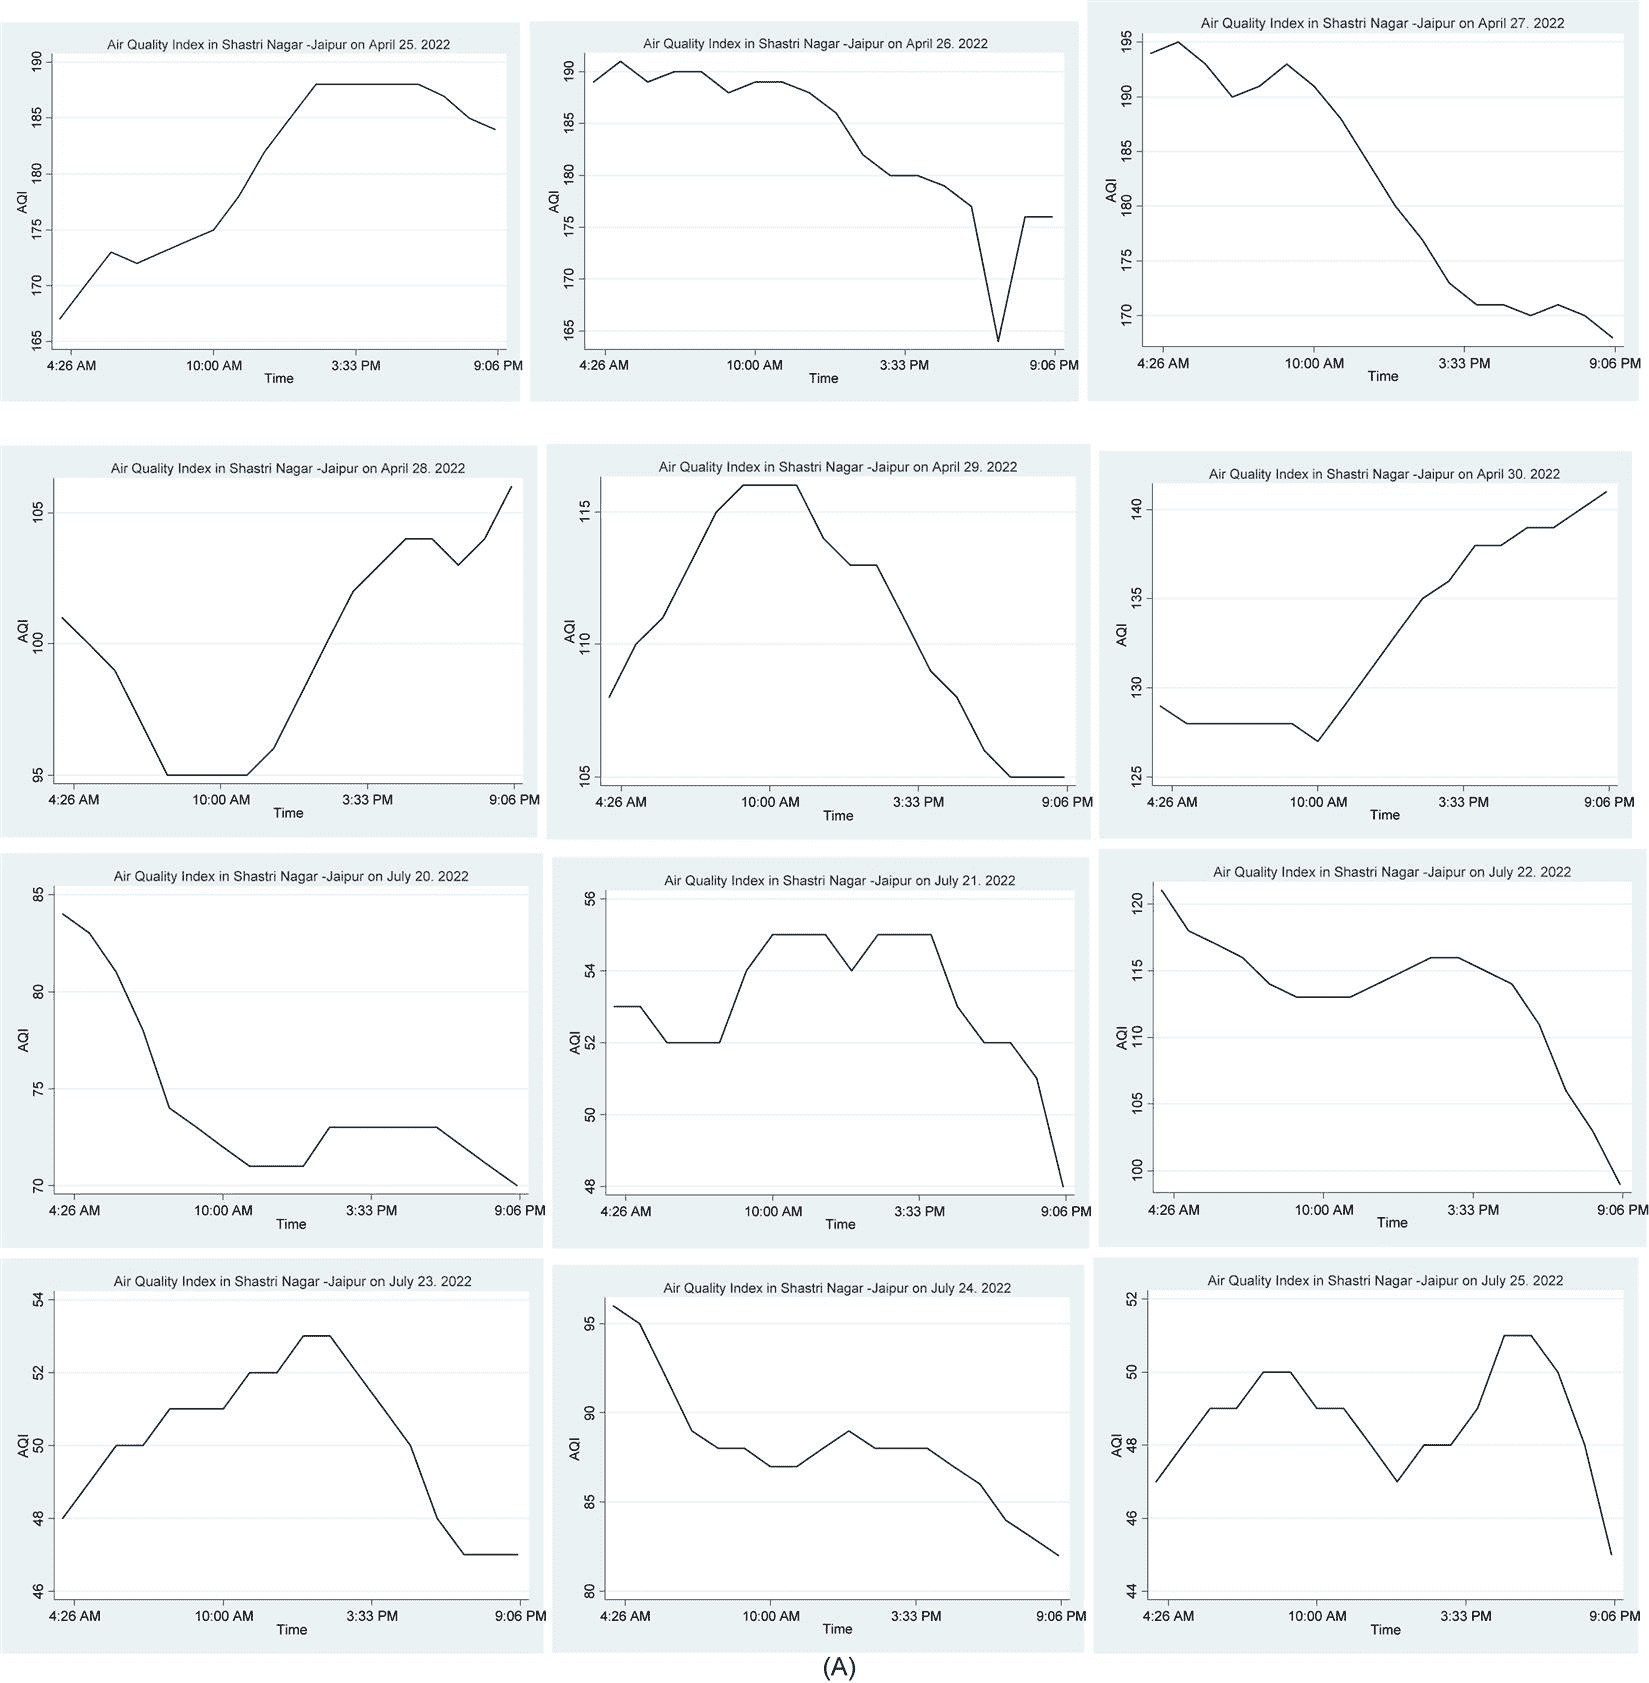 Air Quality Index in Shastri Nagar -Jaipur on April 25. 2022
190
185
180
175
170
165
AQI
4:26 AM 10:00 AM 3:33 PM 9:06 PM
Time
Air Quality Index in Shastri Nagar -Jaipur on April 26. 2022
190
185
180
175
170
165
AQI
4:26 AM 10:00 AM 3:33 PM 9:06 PM
Time
Air Quality Index in Shastri Nagar -Jaipur on April 27. 2022
195
190
185
180
175
170
AQI
4:26 AM 10:00 AM 3:33 PM 9:06 PM
Time
Air Quality Index in Shastri Nagar -Jaipur on April 28. 2022
105
100
95
AQI
4:26 AM 10:00 AM 3:33 PM 9:06 PM
Time
Air Quality Index in Shastri Nagar -Jaipur on April 29. 2022
115
110
105
AQI
4:26 AM 10:00 AM 3:33 PM 9:06 PM
Time
Air Quality Index in Shastri Nagar -Jaipur on April 30. 2022
140
135
130
125
AQI
4:26 AM 10:00 AM 3:33 PM 9:06 PM
Time
Air Quality Index in Shastri Nagar -Jaipur on July 20. 2022
85
80
75
70
AQI
4:26 AM 10:00 AM 3:33 PM 9:06 PM
Time
Air Quality Index in Shastri Nagar -Jaipur on July 21. 2022
56
54
52
50
48
AQI
4:26 AM 10:00 AM 3:33 PM 9:06 PM
Time
Air Quality Index in Shastri Nagar -Jaipur on July 22. 2022
120
115
110
105
100
AQI
4:26 AM 10:00 AM 3:33 PM 9:06 PM
Time
Air Quality Index in Shastri Nagar -Jaipur on July 23. 2022
54
52
50
48
46
AQI
4:26 AM 10:00 AM 3:33 PM 9:06 PM
Time
Air Quality Index in Shastri Nagar -Jaipur on July 24. 2022
95
90
85
80
AQI
4:26 AM 10:00 AM 3:33 PM 9:06 PM
Time
Air Quality Index in Shastri Nagar -Jaipur on July 25. 2022
52
50
48
46
44
AQI
4:26 AM 10:00 AM 3:33 PM 9:06 PM
Time
(A)